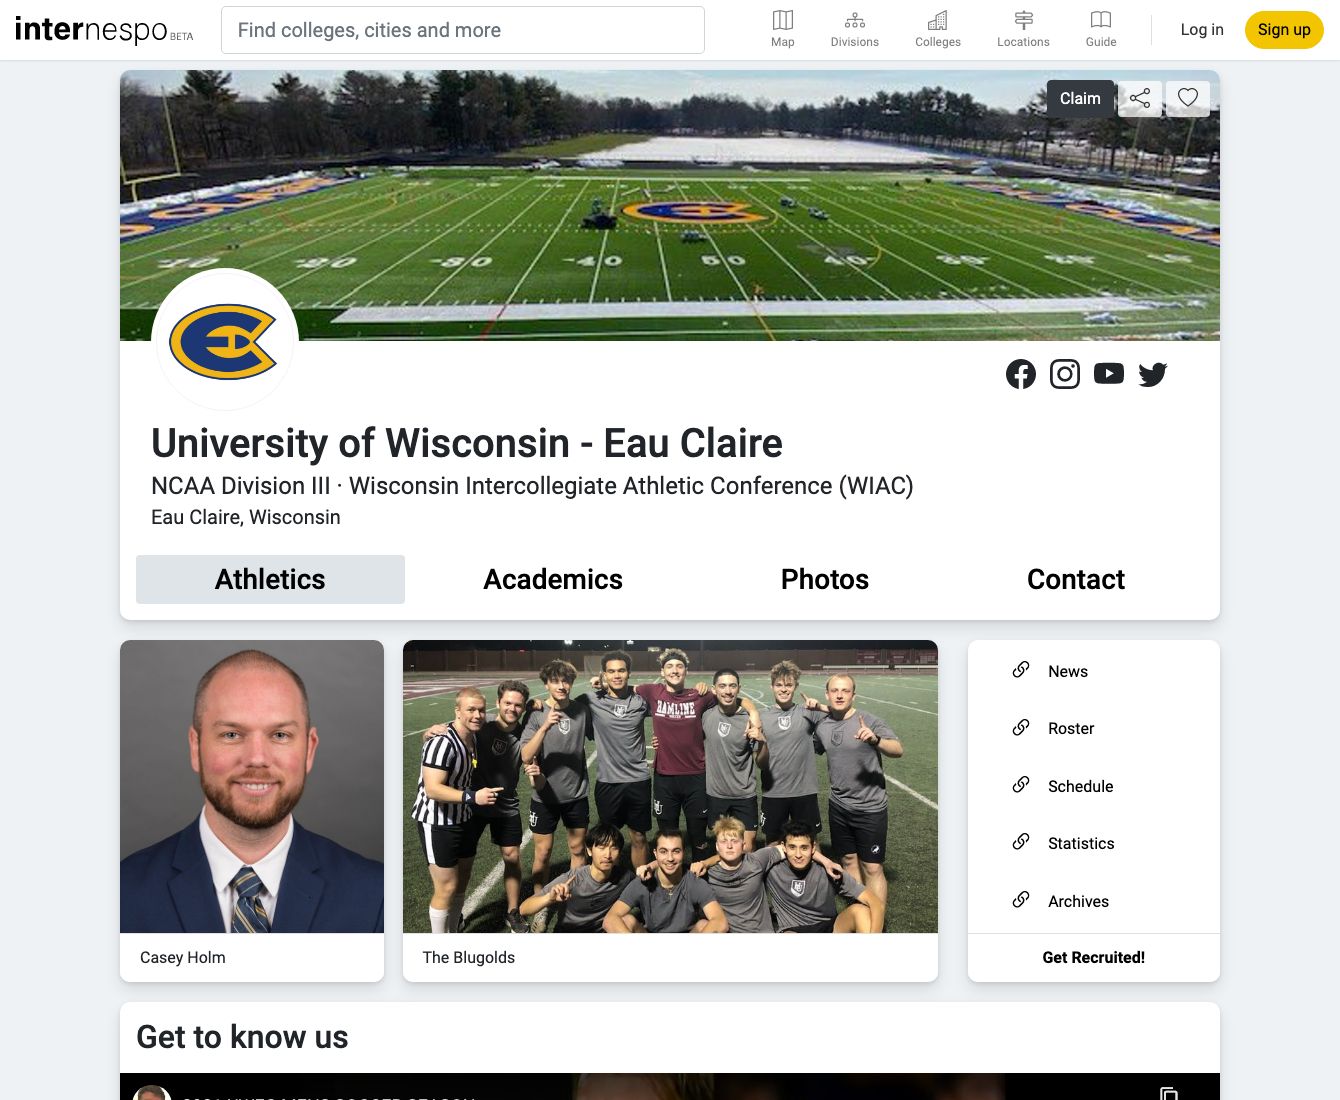 internespo BETA
Find colleges, cities and more
Map
Divisions
Colleges
Locations
Guide
Log in
Sign up
Claim
University of Wisconsin - Eau Claire
NCAA Division III · Wisconsin Intercollegiate Athletic Conference (WIAC)
Eau Claire, Wisconsin
Athletics
Academics
Photos
Contact
HAMLINE
News
Roster
Schedule
Statistics
Archives
Casey Holm
The Blugolds
Get Recruited!
Get to know us